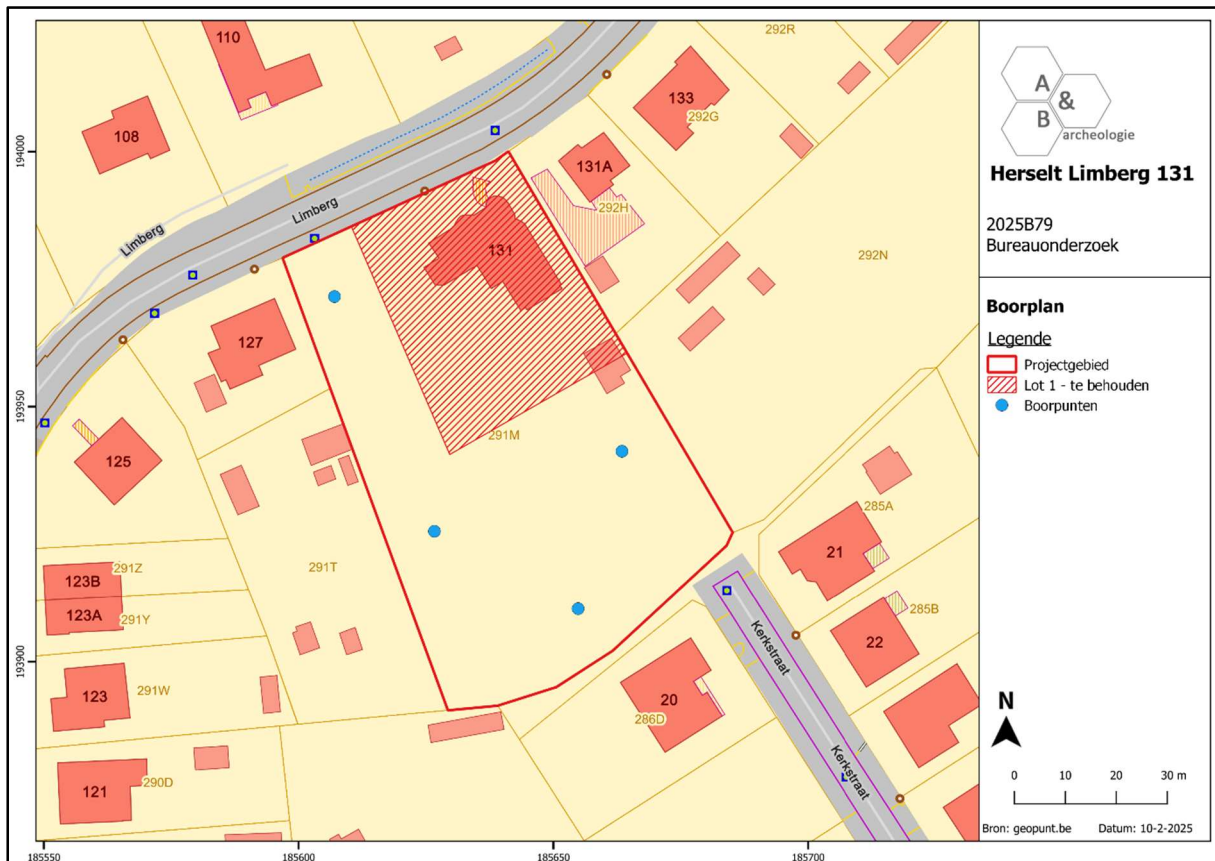 110
292R
133
292G
108
131A
292H
Limberg
Limberg
131
292N
127
291M
125
285A
21
291Z
123B
291T
123A
291Y
285B
22
Kerkstraat
123
291W
20
286D
Kerkstraat
121
290D
194000
193950
193900
185550
185600
185650
185700
A
&
B
archeologie
Herselt Limberg 131
2025B79
Bureauonderzoek
Boorplan
Legende
Projectgebied
Lot 1 - te behouden
Boorpunten
N
0 10 20 30 m
Bron: geopunt.be Datum: 10-2-2025